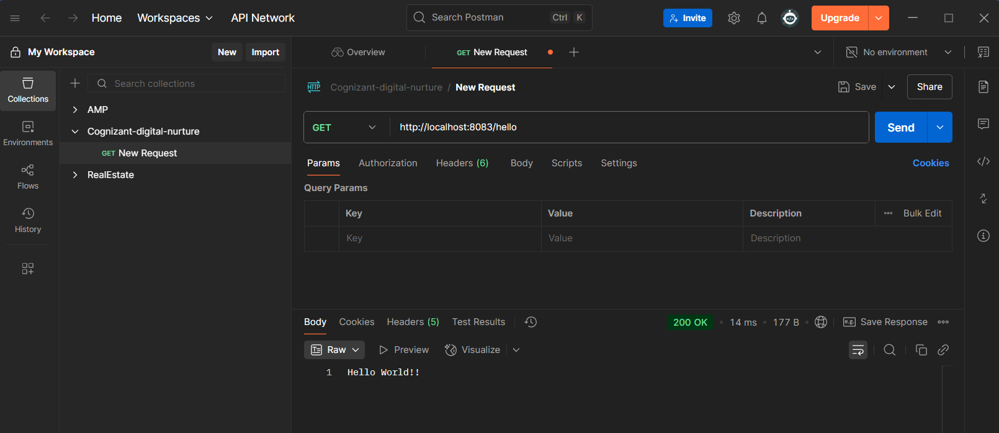 Home Workspaces API Network Search Postman Ctrl K Invite Upgrade
My Workspace New Import Overview GET New Request No environment
Collections
Environments
Flows
History
Search collections
AMP
Cognizant-digital-nurture
GET New Request
RealEstate
HTTP Cognizant-digital-nurture / New Request Save Share
GET http://localhost:8083/hello Send
Params Authorization Headers (6) Body Scripts Settings Cookies
Query Params
Key Value Description Bulk Edit
Key Value Description
Body Cookies Headers (5) Test Results 200 OK 14 ms 177 B e.g. Save Response
Raw Preview Visualize
1 Hello World!!